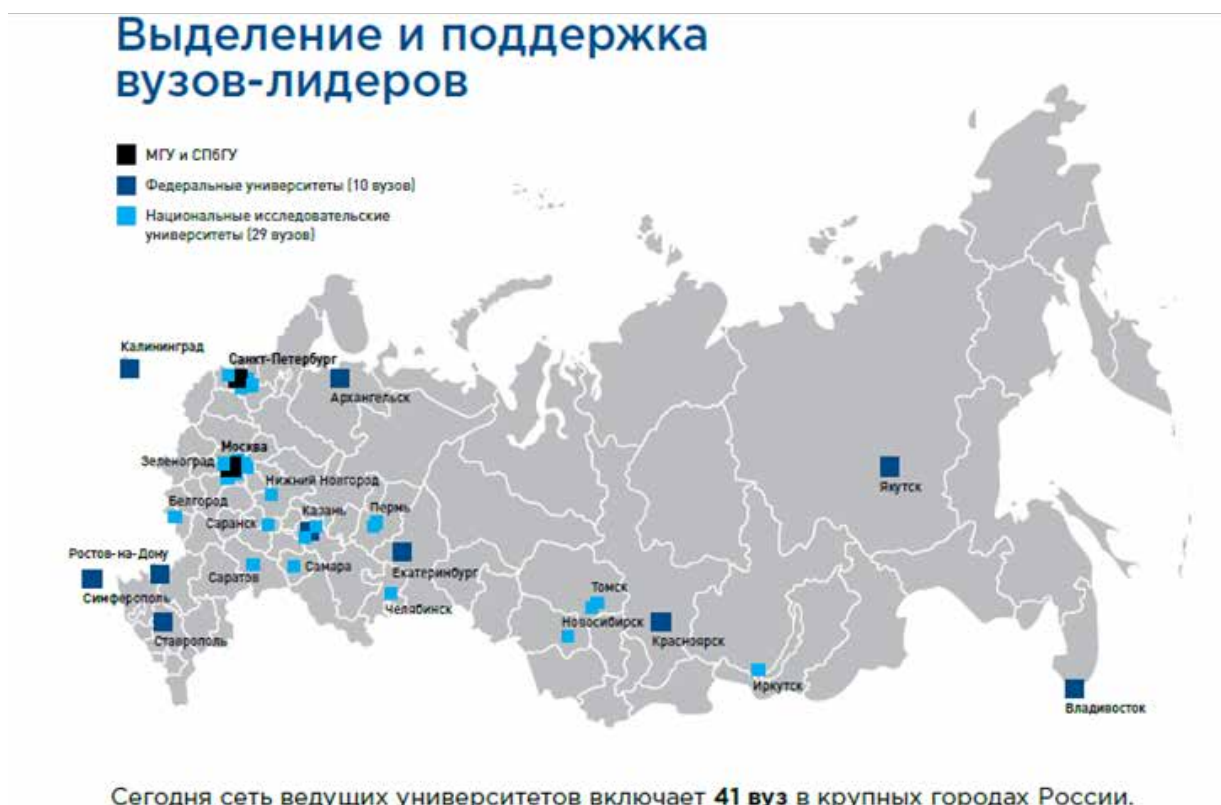 Выделение и поддержка
вузов-лидеров
МГУ и СПбГУ
Федеральные университеты (10 вузов)
Национальные исследовательские
университеты (29 вузов)
Калининград
Санкт-Петербург
Архангельск
Москва
Зеленоград
Нижний Новгород
Якутск
Белгород
Казань
Пермь
Саранск
Ростов-на-Дону
Екатеринбург
Саратов
Самара
Симферополь
Томск
Челябинск
Новосибирск
Ставрополь
Красноярск
Иркутск
Владивосток
Сегодня сеть ведущих университетов включает 41 вуз в крупных городах России.